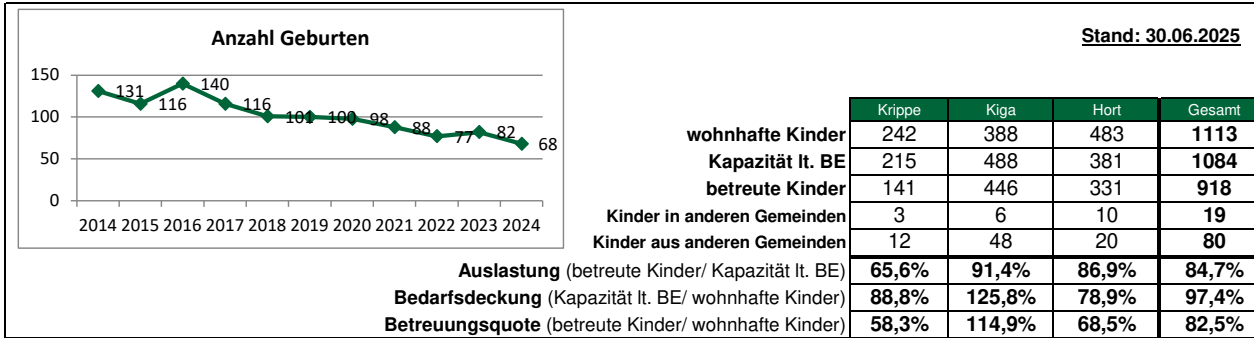 Anzahl Geburten
Stand: 30.06.2025
150
100
50
0
131
116
140
116
101
100
98
88
77
82
68
2014 2015 2016 2017 2018 2019 2020 2021 2022 2023 2024
Krippe Kiga Hort Gesamt
wohnhafte Kinder 242 388 483 1113
Kapazität lt. BE 215 488 381 1084
betreute Kinder 141 446 331 918
Kinder in anderen Gemeinden 3 6 10 19
Kinder aus anderen Gemeinden 12 48 20 80
Auslastung (betreute Kinder/ Kapazität lt. BE) 65,6% 91,4% 86,9% 84,7%
Bedarfsdeckung (Kapazität lt. BE/ wohnhafte Kinder) 88,8% 125,8% 78,9% 97,4%
Betreuungsquote (betreute Kinder/ wohnhafte Kinder) 58,3% 114,9% 68,5% 82,5%